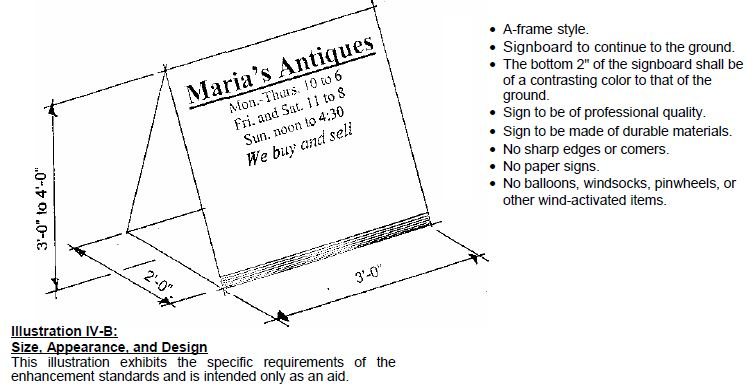 Maria's Antiques
Mon.-Thurs. 10 to 6
Fri. and Sat. 11 to 8
Sun. noon to 4:30
We buy and sell
3'-0" to 4'-0"
2'-0"
3'-0"
• A-frame style.
• Signboard to continue to the ground.
• The bottom 2" of the signboard shall be
of a contrasting color to that of the
ground.
• Sign to be of professional quality.
• Sign to be made of durable materials.
• No sharp edges or comers.
• No paper signs.
• No balloons, windsocks, pinwheels, or
other wind-activated items.
Illustration IV-B:
Size, Appearance, and Design
This illustration exhibits the specific requirements of the
enhancement standards and is intended only as an aid.